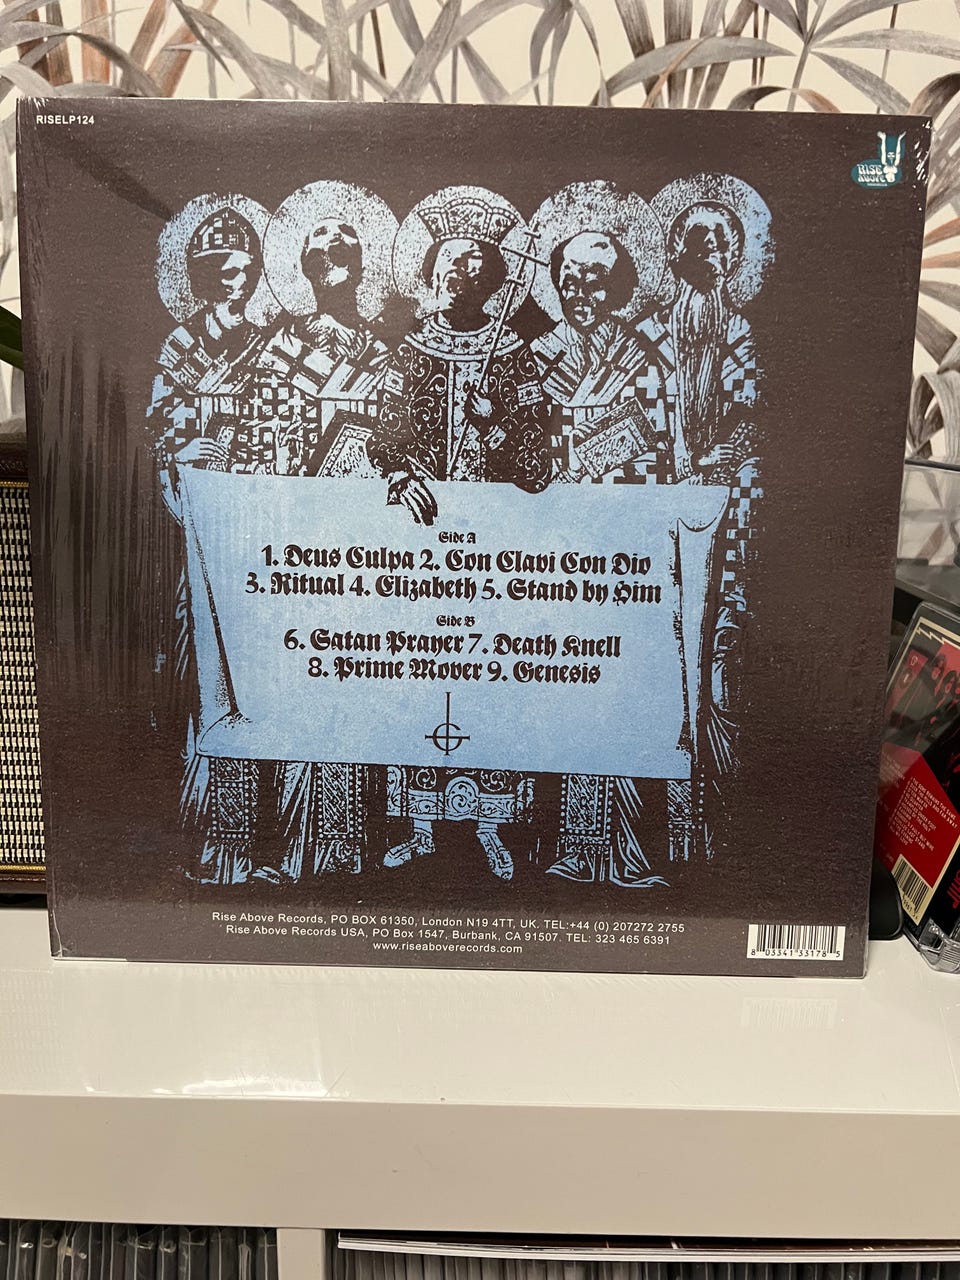 RISELP124
RISE
ABOVE
Side A
1. Deus Culpa 2. Con Clavi Con Dio
3. Ritual 4. Elizabeth 5. Stand by Him
Side B
6. Satan Prayer 7. Death Knell
8. Prime Mover 9. Genesis
Rise Above Records, PO BOX 61350, London N19 4TT, UK. TEL:+44 (0) 207272 2755
Rise Above Records USA, PO Box 1547, Burbank, CA 91507. TEL: 323 465 6391
www.riseaboverecords.com
8 03341 33178 5